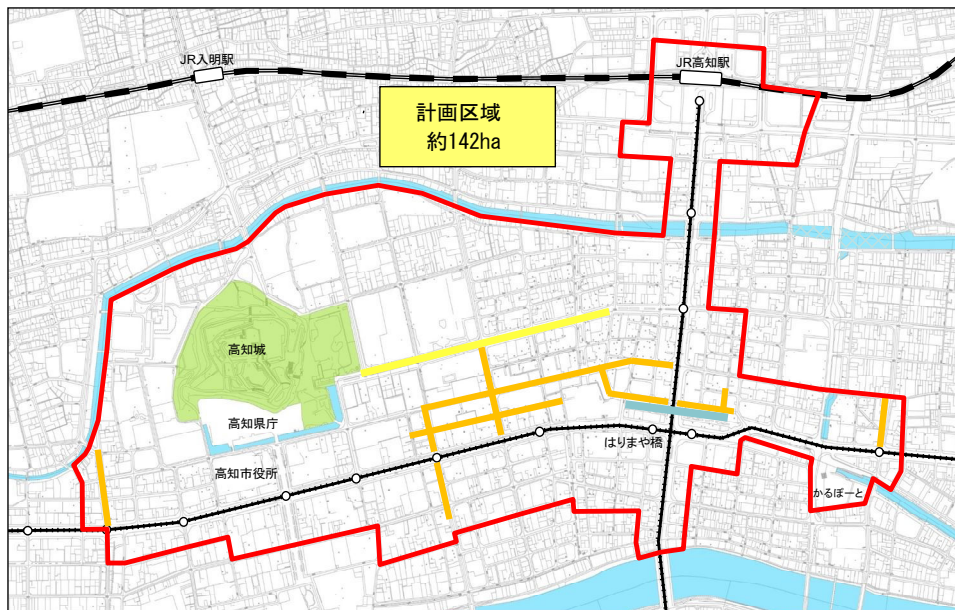 JR入明駅
JR高知駅
計画区域
約142ha
高知城
高知県庁
はりまや橋
高知市役所
かるぽーと